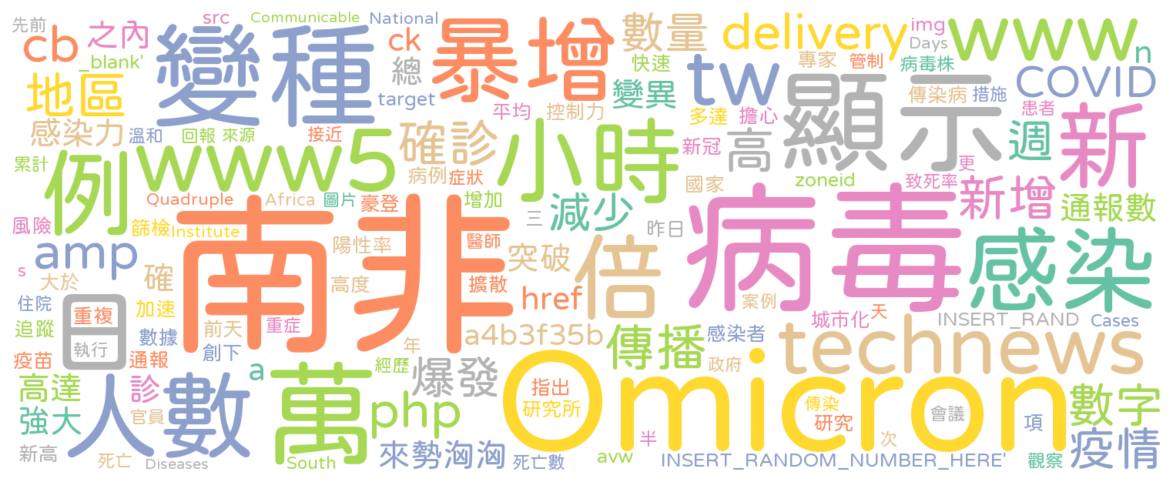 先前
src
Communicable
National
cb
之內
_blank'
變種
暴增
ck
總
target
數量
delivery
img
Days
www
n
快速
專家
管制
病毒株
tw
變異
COVID
地區
感染力
溫和
回報
來源
接近
平均
控制力
多達
擔心
傳染病
措施
患者
顯示
新
累計
例
www5
確診
小時
新冠
高
週
病例
症狀
zoneid
致死率
更
國家
新增
通報數
Quadruple
Africa
圖片
豪登
增加
三
減少
昨日
風險
篩檢
Institute
南非
陽性率
醫師
突破
倍
病毒
感染
amp
s
大於
確
高度
擴散
href
案例
城市化
天
住院
加速
日
重複
執行
追蹤
數據
前天
重症
a4b3f35b
INSERT_RAND
Cases
疫苗
通報
創下
年
傳播
感染者
technews
經歷
政府
高達
診
a
爆發
Omicron
指出
研究所
強大
人數
官員
萬
php
傳染
研究
會議
項
數字
新高
死亡
Diseases
South
來勢洶洶
死亡數
avw
半
INSERT_RANDOM_NUMBER_HERE'
次
觀察
疫情